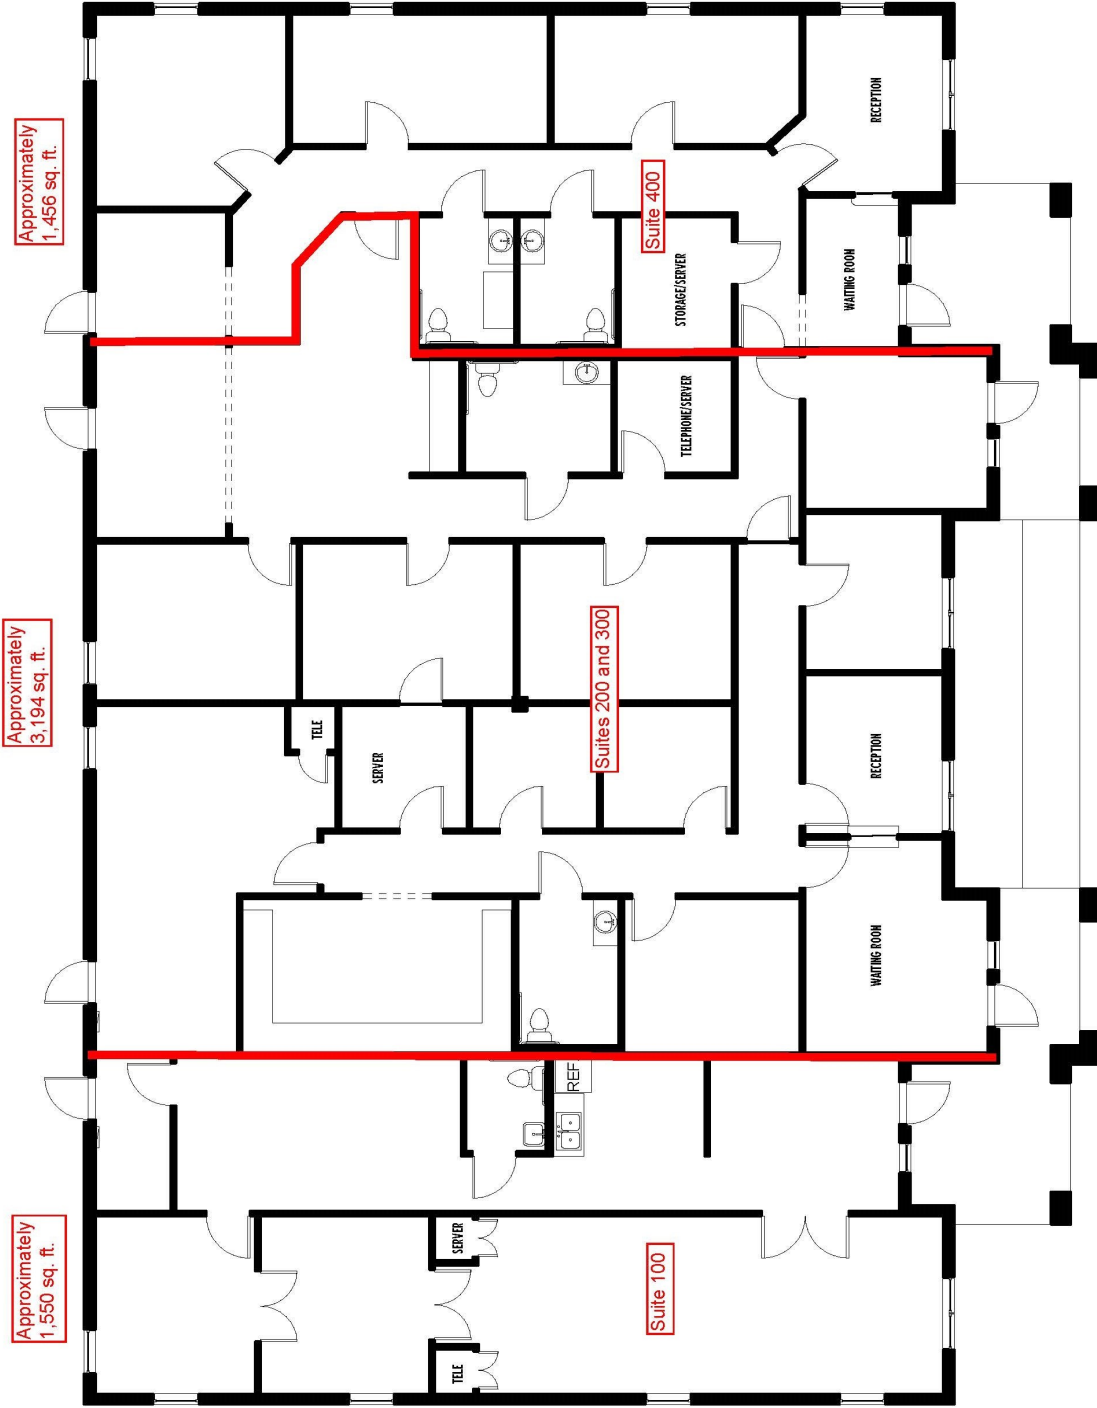 RECEPTION
Approximately
1,456 sq. ft.
Suite 400
WAITING ROOM
STORAGE/SERVER
TELEPHONE/SERVER
Approximately
3,194 sq. ft.
Suites 200 and 300
TELE
SERVER
RECEPTION
WAITING ROOM
REF.
SERVER
Approximately
1,550 sq. ft.
Suite 100
TELE